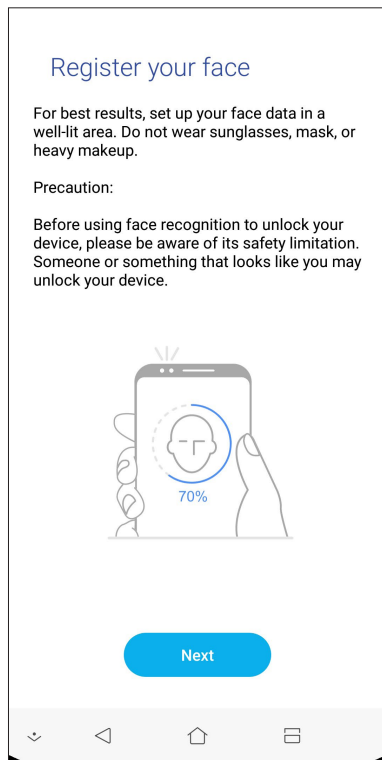 Register your face
For best results, set up your face data in a
well-lit area. Do not wear sunglasses, mask, or
heavy makeup.
Precaution:
Before using face recognition to unlock your
device, please be aware of its safety limitation.
Someone or something that looks like you may
unlock your device.
70%
Next